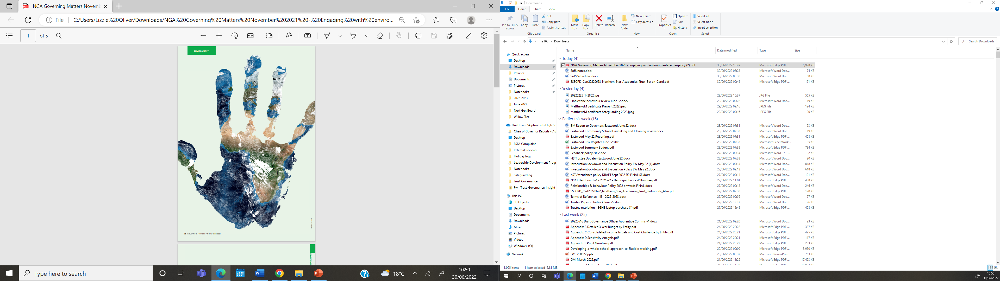 NGA Governing Matters Novem
File
C:/Users/Lizzie%20Oliver/Downloads/NGA%20Governing%20Matters%20November%202021%20-%20Engaging%20with%20enviro...
1
of 5
ENVIRONMENT
20 GOVERNING MATTERS / NOVEMBER 2021
Type here to search
18°C
10:50
30/06/2022
Downloads
File
Home
Share
View
Pin to Quick access
Copy
Paste
Cut
Copy path
Paste shortcut
Clipboard
Move to
Copy to
Delete
Rename
Organise
New folder
New item
Easy access
New
Properties
Open
Edit
History
Open
Select all
Select none
Invert selection
Select
This PC > Downloads
Search Downloads
Quick access
Desktop
Downloads
Policies
Documents
Pictures
Notebooks
2022-2023
June 2022
Next Gen Board
Willow Tree
OneDrive - Skipton Girls High Sc
Chair of Governor Reports - Au
Desktop
ESFA Complaint
External Reviews
Holiday logs
Leadership Development Progr
Notebooks
Safeguarding
Trust Governance
Fw__Trust_Governance_Insight_
This PC
3D Objects
Desktop
Documents
Downloads
Music
Pictures
Videos
Windows (C:)
Network
Name Date modified Type Size
Today (4)
NGA Governing Matters November 2021 - Engaging with environmental emergency (2).pdf 30/06/2022 10:49 Microsoft Edge PDF ... 6,978 KB
SofS notes.docx 30/06/2022 08:23 Microsoft Word Doc... 74 KB
SofS Schedule .docx 30/06/2022 08:30 Microsoft Word Doc... 68 KB
SSSCPD_Cert20220628_Northern_Star_Academies_Trust_Bexon_Carol.pdf 30/06/2022 09:43 Microsoft Edge PDF ... 171 KB
Yesterday (4)
20220225_142852.jpg 29/06/2022 15:37 JPG File 565 KB
Hookstone behaviour review June 22.docx 29/06/2022 09:22 Microsoft Word Doc... 19 KB
MatthewsM certificate Prevent 2022.jpeg 29/06/2022 09:16 JPEG File 124 KB
MatthewsM certificate Safeguarding 2022.jpeg 29/06/2022 09:16 JPEG File 90 KB
Earlier this week (16)
BM Report to Governors Eastwood June 22.docx 28/06/2022 07:31 Microsoft Word Doc... 23 KB
Eastwood Community School Caretaking and Cleaning review.docx 28/06/2022 07:33 Microsoft Word Doc... 19 KB
Eastwood May 22 Reporting.pdf 28/06/2022 07:31 Microsoft Edge PDF ... 408 KB
Eastwood Risk Register June 22.xlsx 28/06/2022 07:33 Microsoft Excel Work... 35 KB
Eastwood Summary Budget.pdf 28/06/2022 07:33 Microsoft Edge PDF ... 734 KB
Feedback policy 2022.doc 27/06/2022 09:14 Microsoft Word 97 - ... 92 KB
HS Trustee Update - Eastwood June 22.docx 28/06/2022 07:33 Microsoft Word Doc... 20 KB
InvacuationLockdown and Evacuation Policy EW May 22 (1).docx 27/06/2022 09:14 Microsoft Word Doc... 618 KB
InvacuationLockdown and Evacuation Policy EW May 22.docx 27/06/2022 09:13 Microsoft Word Doc... 618 KB
KST Attendance policy DRAFT Sept 2022 TO FINALISE.docx 27/06/2022 09:14 Microsoft Word Doc... 101 KB
NSAT Dashboard v1 - 2021-22 - Demographics - WillowTree.pdf 27/06/2022 11:01 Microsoft Edge PDF ... 438 KB
Relationships & behaviour Policy 2022 onwards FINAL.docx 27/06/2022 09:13 Microsoft Word Doc... 246 KB
SSSCPD_Cert20220622_Northern_Star_Academies_Trust_Redmonds_Alan.pdf 27/06/2022 09:38 Microsoft Edge PDF ... 170 KB
Terms of Reference - IB - 2022-2023.docx 27/06/2022 09:56 Microsoft Word Doc... 77 KB
Trustee Paper - Starbeck June 22.docx 27/06/2022 12:17 Microsoft Word Doc... 26 KB
Trustee resolution - SGHS laptop purchase (1).pdf 27/06/2022 12:43 Microsoft Edge PDF ... 498 KB
Last week (25)
20220616 Draft Governance Officer Apprentice Comms v1.docx 21/06/2022 09:20 Microsoft Word Doc... 23 KB
Appendix B Detailed 3 Year Budget by Entity.pdf 24/06/2022 20:22 Microsoft Edge PDF ... 337 KB
Appendix C Consolidated Income Targets and Cost Challenge by Entity.pdf 24/06/2022 20:21 Microsoft Edge PDF ... 425 KB
Appendix D Sensitivity Analysis.pdf 24/06/2022 20:21 Microsoft Edge PDF ... 117 KB
Appendix E Pupil Numbers.pdf 24/06/2022 20:22 Microsoft Edge PDF ... 233 KB
Developing-a-whole-school-approach-to-flexible-working.pdf 20/06/2022 09:09 Microsoft Edge PDF ... 3,950 KB
E&S 200622.pptx 20/06/2022 08:37 Microsoft PowerPoin... 753 KB
GM-March-2022.pdf 21/06/2022 11:25 Microsoft Edge PDF ... 17,453 KB
1,095 items 1 item selected 6.81 MB
10:50
30/06/2022